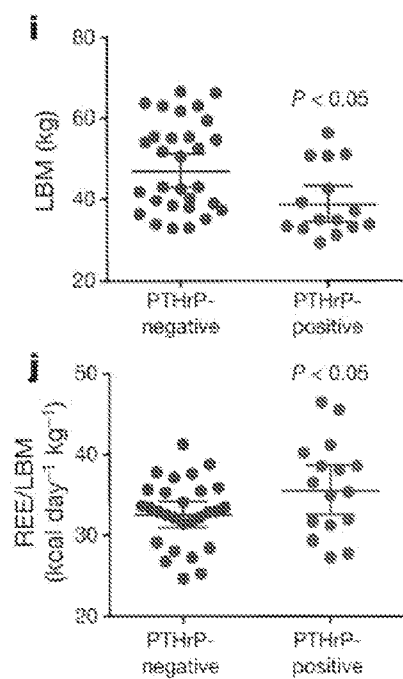 80
60
40
20
LBM (kg)
P < 0.05
PTHrP-
negative
PTHrP-
positive
50
40
30
20
REE/LBM
(kcal day⁻¹ kg⁻¹)
P < 0.05
PTHrP-
negative
PTHrP-
positive